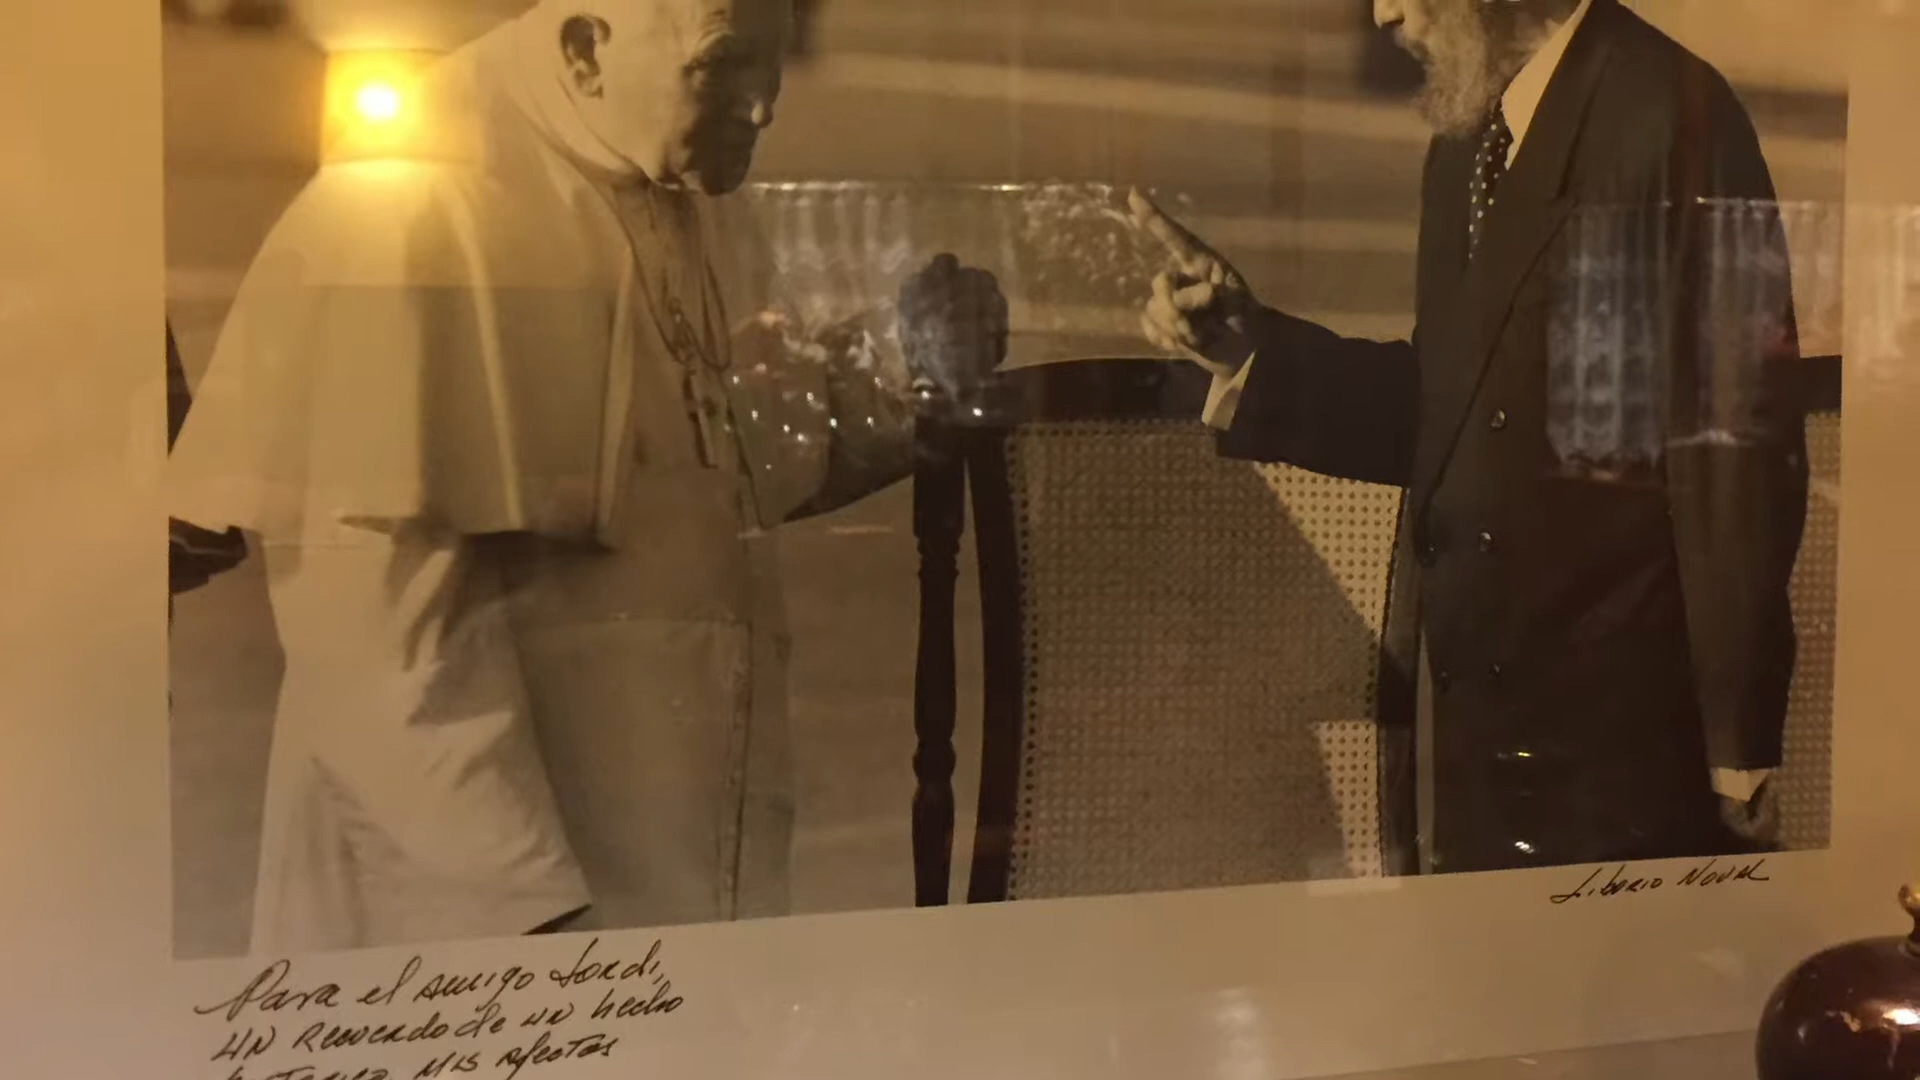 Liborio Noval
Para el amigo Jordi,
UN Recuerdo de UN hecho
MIS afectos